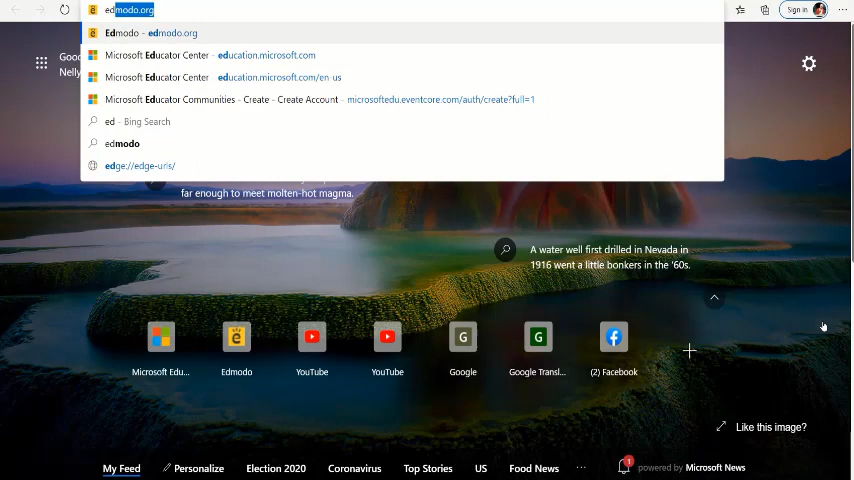 edmodo.org
Sign in
Edmodo - edmodo.org
Good
Nelly
Microsoft Educator Center - education.microsoft.com
Microsoft Educator Center education.microsoft.com/en-us
Microsoft Educator Communities - Create - Create Account - microsoftedu.eventcore.com/auth/create?full=1
ed - Bing Search
edmodo
edge://edge-urls/
far enough to meet molten-hot magma.
A water well first drilled in Nevada in
1916 went a little bonkers in the '60s.
G G
Microsoft Edu... Edmodo YouTube YouTube Google Google Transl... (2) Facebook
Like this image?
My Feed Personalize Election 2020 Coronavirus Top Stories US Food News ... 1 powered by Microsoft News